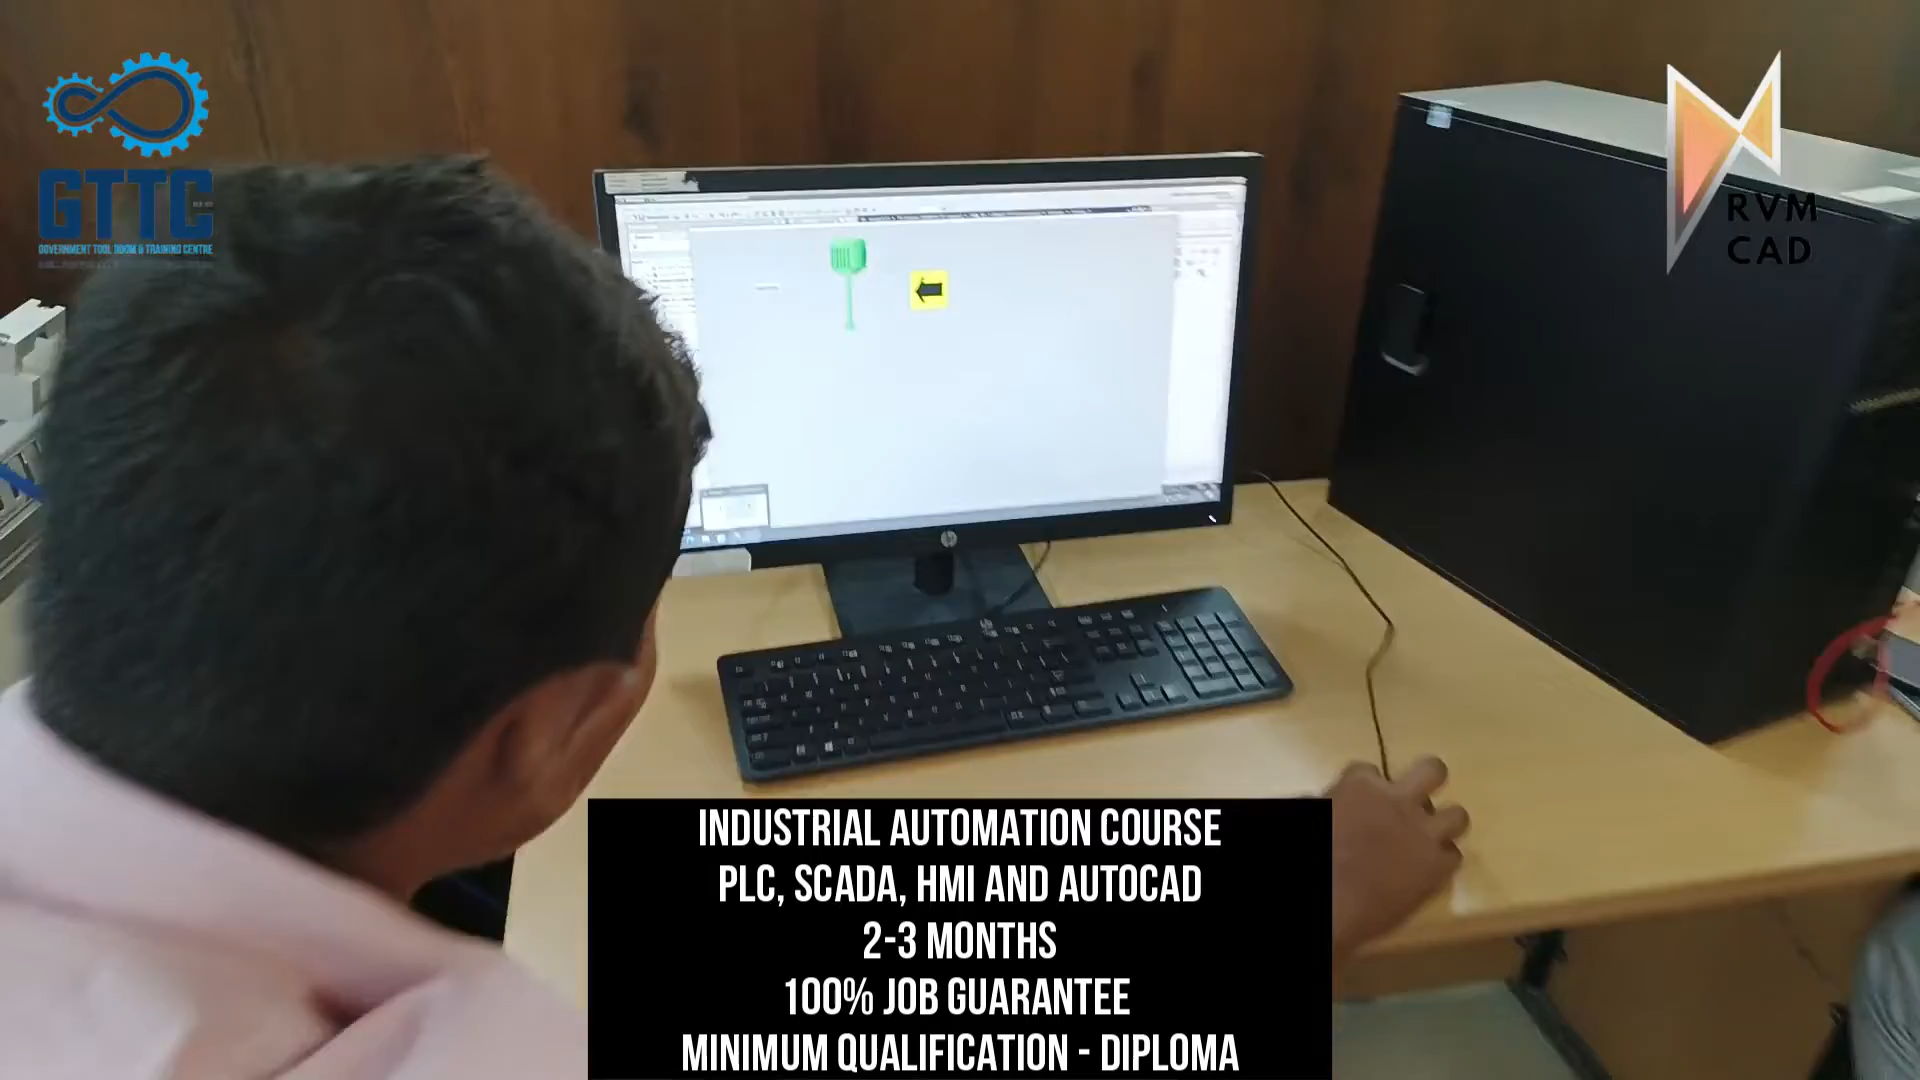 GTTC
GOVERNMENT TOOL ROOM & TRAINING CENTRE
RVM
CAD
INDUSTRIAL AUTOMATION COURSE
PLC, SCADA, HMI AND AUTOCAD
2-3 MONTHS
100% JOB GUARANTEE
MINIMUM QUALIFICATION - DIPLOMA